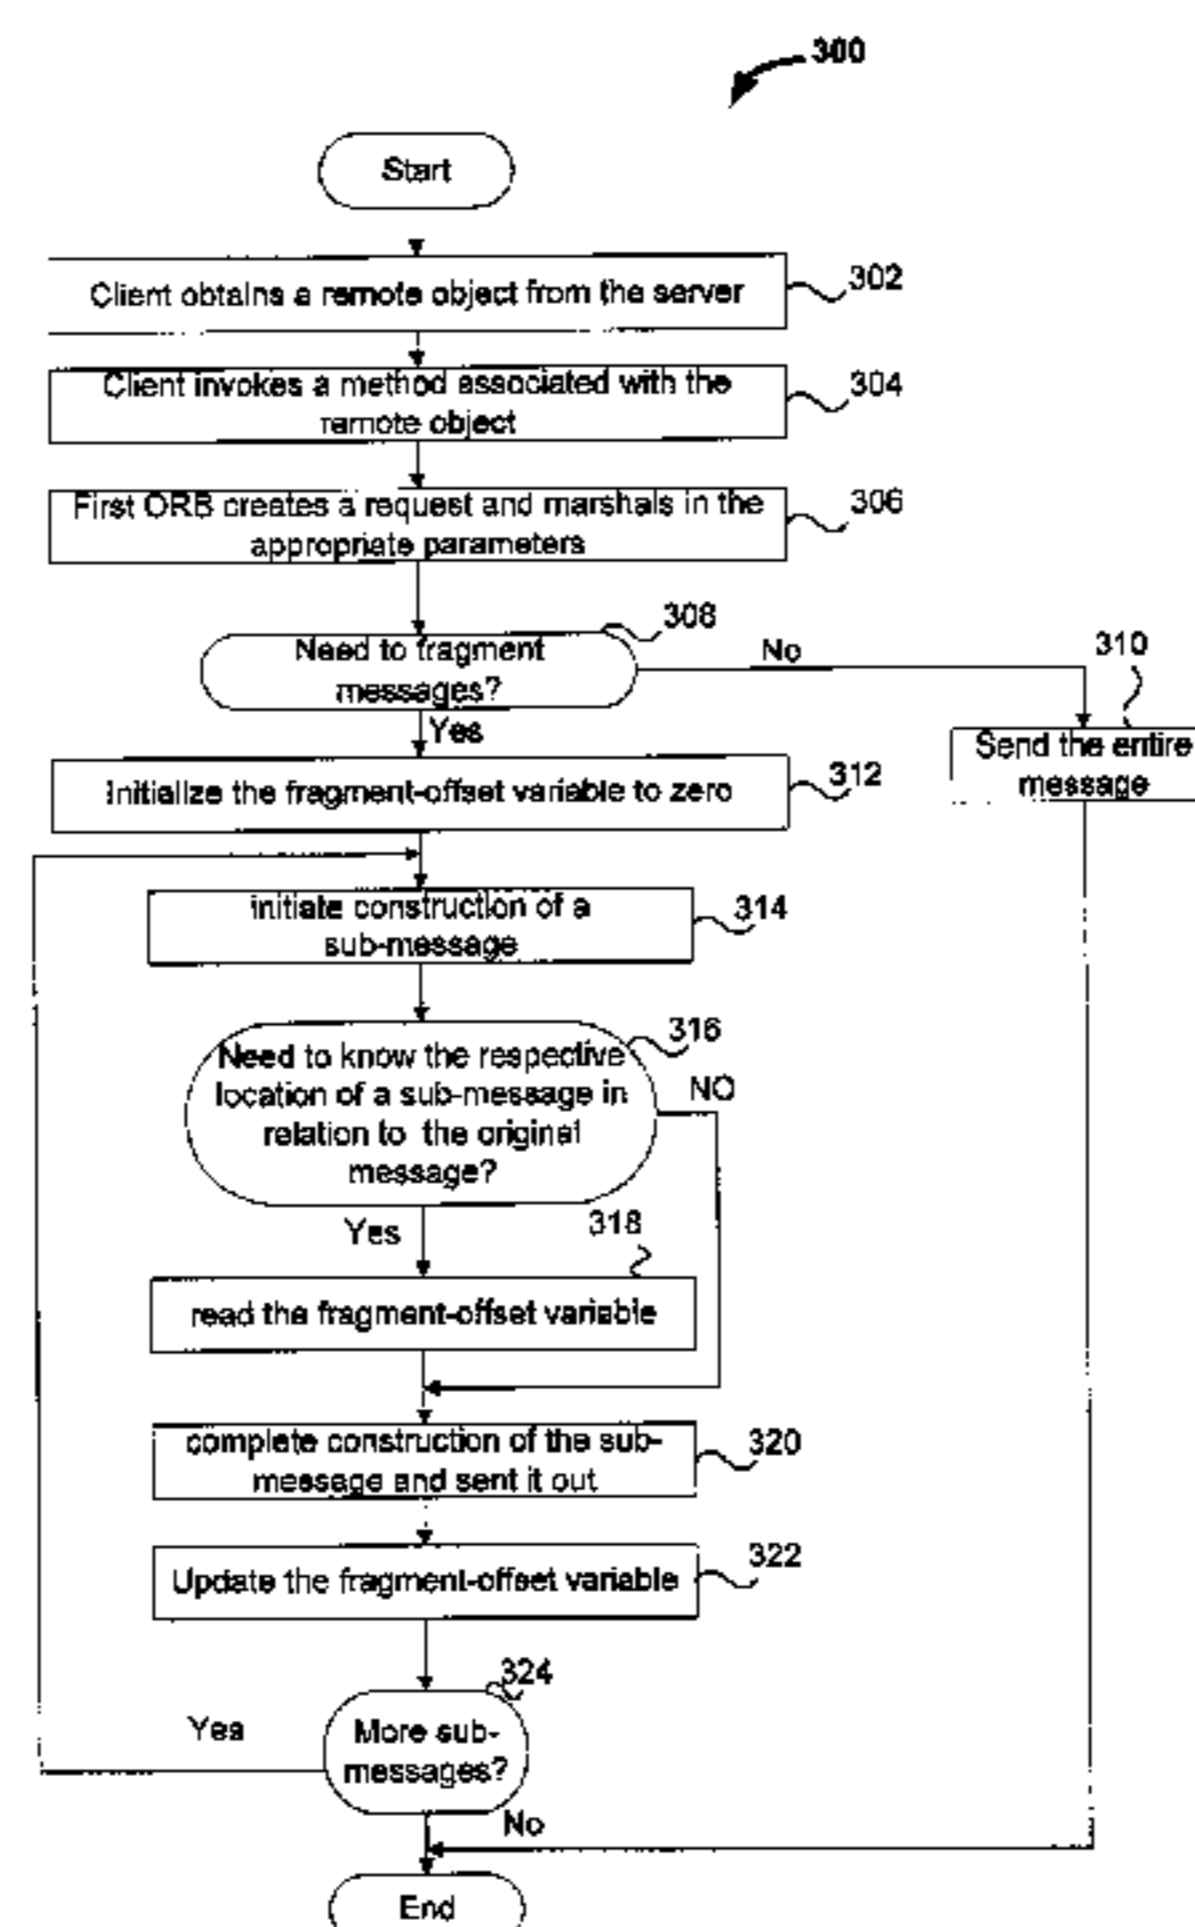 300
Start
Client obtains a remote object from the server
302
Client invokes a method associated with the
remote object
304
First ORB creates a request and marshals in the
appropriate parameters
306
308
Need to fragment
messages?
No
310
Yes
Send the entire
message
Initialize the fragment-offset variable to zero
312
initiate construction of a
sub-message
314
316
Need to know the respective
location of a sub-message in
relation to the original
message?
NO
Yes
318
read the fragment-offset variable
complete construction of the sub-
message and sent it out
320
Update the fragment-offset variable
322
324
More sub-
messages?
Yes
No
End